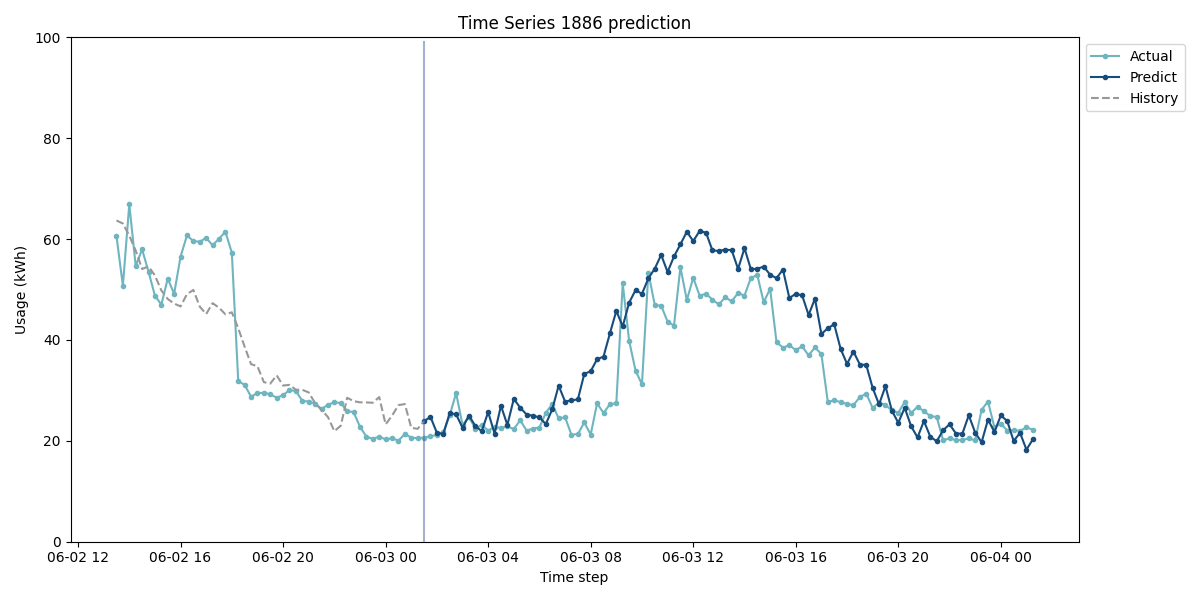 Time Series 1886 prediction
Usage (kWh)
100
80
60
40
20
0
06-02 12
06-02 16
06-02 20
06-03 00
06-03 04
06-03 08
06-03 12
06-03 16
06-03 20
06-04 00
Time step
Actual
Predict
History